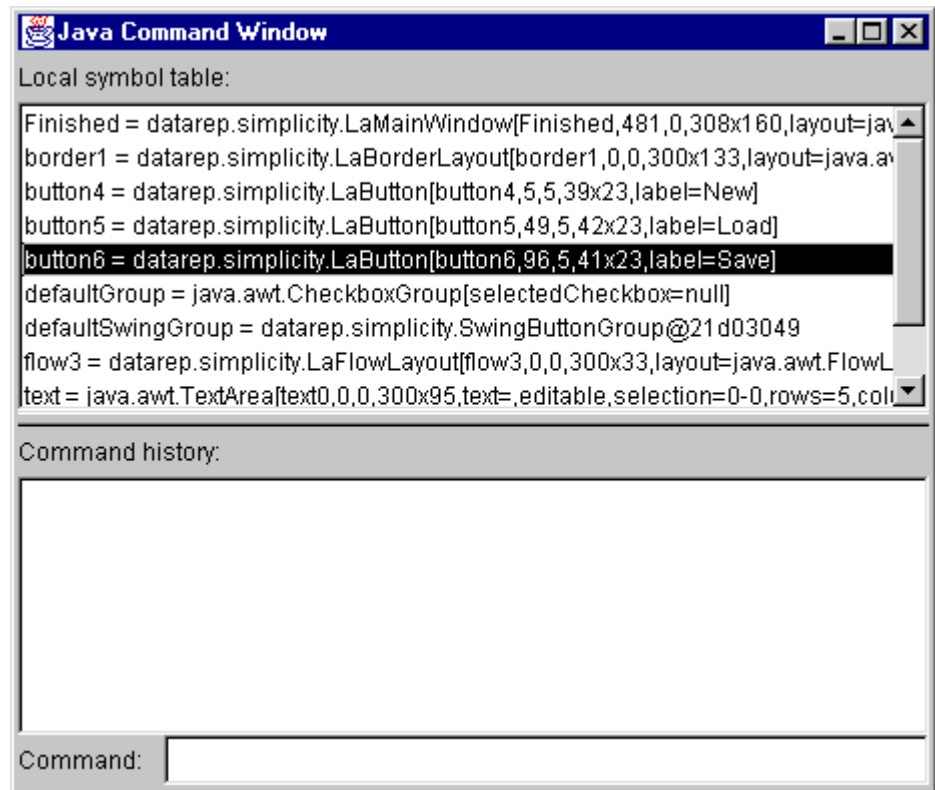 Java Command Window
Local symbol table:
Finished = datarep.simplicity.LaMainWindow[Finished,481,0,308x160,layout=jav
border1 = datarep.simplicity.LaBorderLayout[border1,0,0,300x133,layout=java.a
button4 = datarep.simplicity.LaButton[button4,5,5,39x23,label=New]
button5 = datarep.simplicity.LaButton[button5,49,5,42x23,label=Load]
button6 = datarep.simplicity.LaButton[button6,96,5,41x23,label=Save]
defaultGroup = java.awt.CheckboxGroup[selectedCheckbox=null]
defaultSwingGroup = datarep.simplicity.SwingButtonGroup@21d03049
flow3 = datarep.simplicity.LaFlowLayout[flow3,0,0,300x33,layout=java.awt.FlowL
text = java.awt.TextArea[text0,0,0,300x95,text=,editable,selection=0-0,rows=5,col
Command history:
Command: